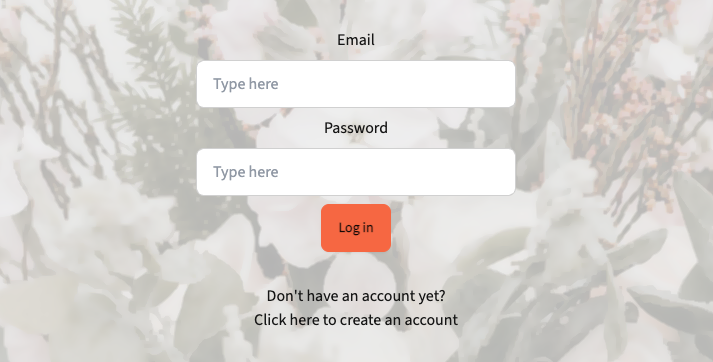 Email
Type here
Password
Type here
Log in
Don't have an account yet?
Click here to create an account